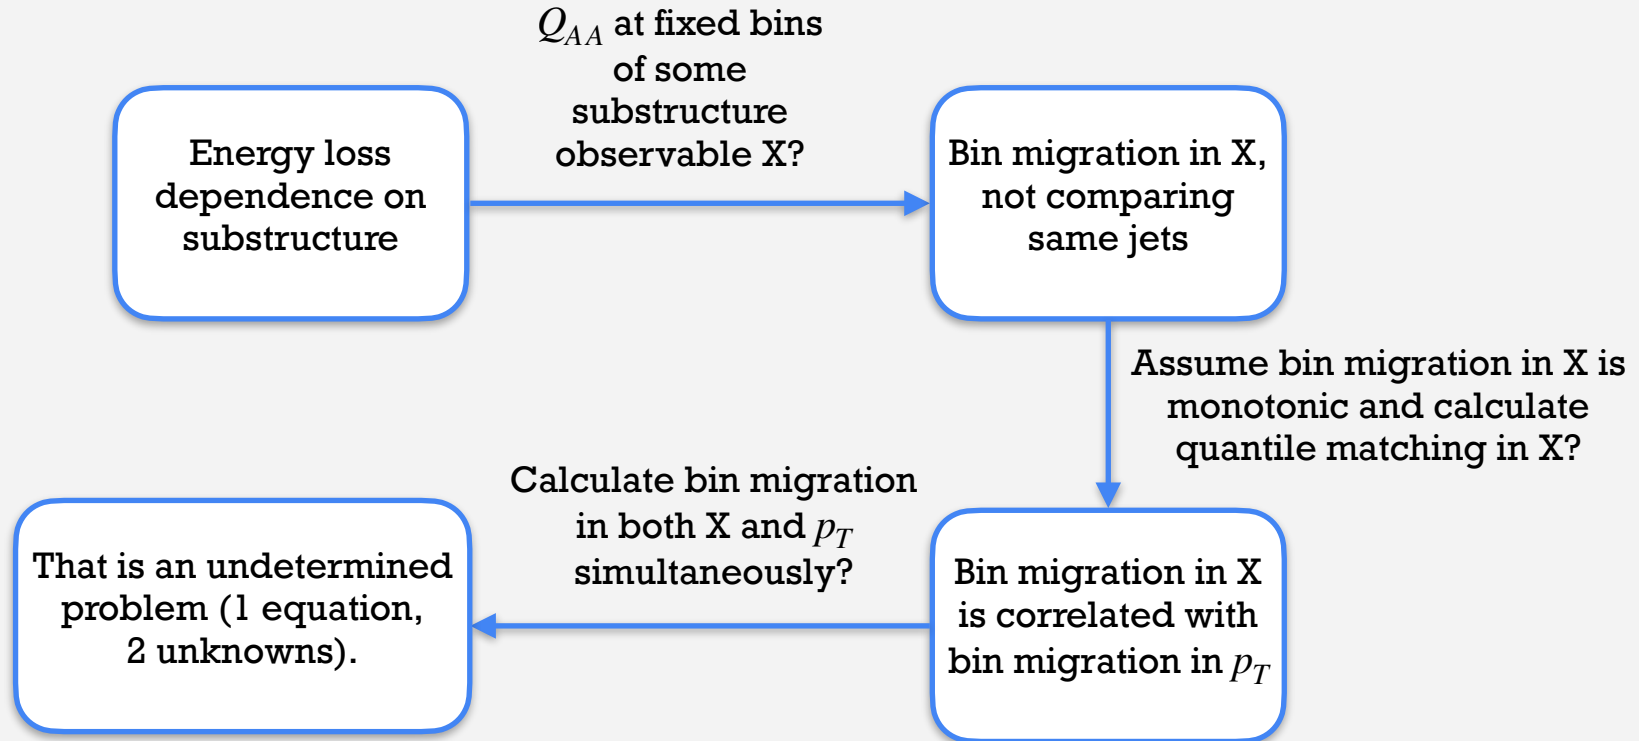 Energy loss
dependence on
substructure
Q_{AA} at fixed bins
of some
substructure
observable X?
Bin migration in X,
not comparing
same jets
Assume bin migration in X is
monotonic and calculate
quantile matching in X?
Bin migration in X
is correlated with
bin migration in p_T
Calculate bin migration
in both X and p_T
simultaneously?
That is an undetermined
problem (1 equation,
2 unknowns).